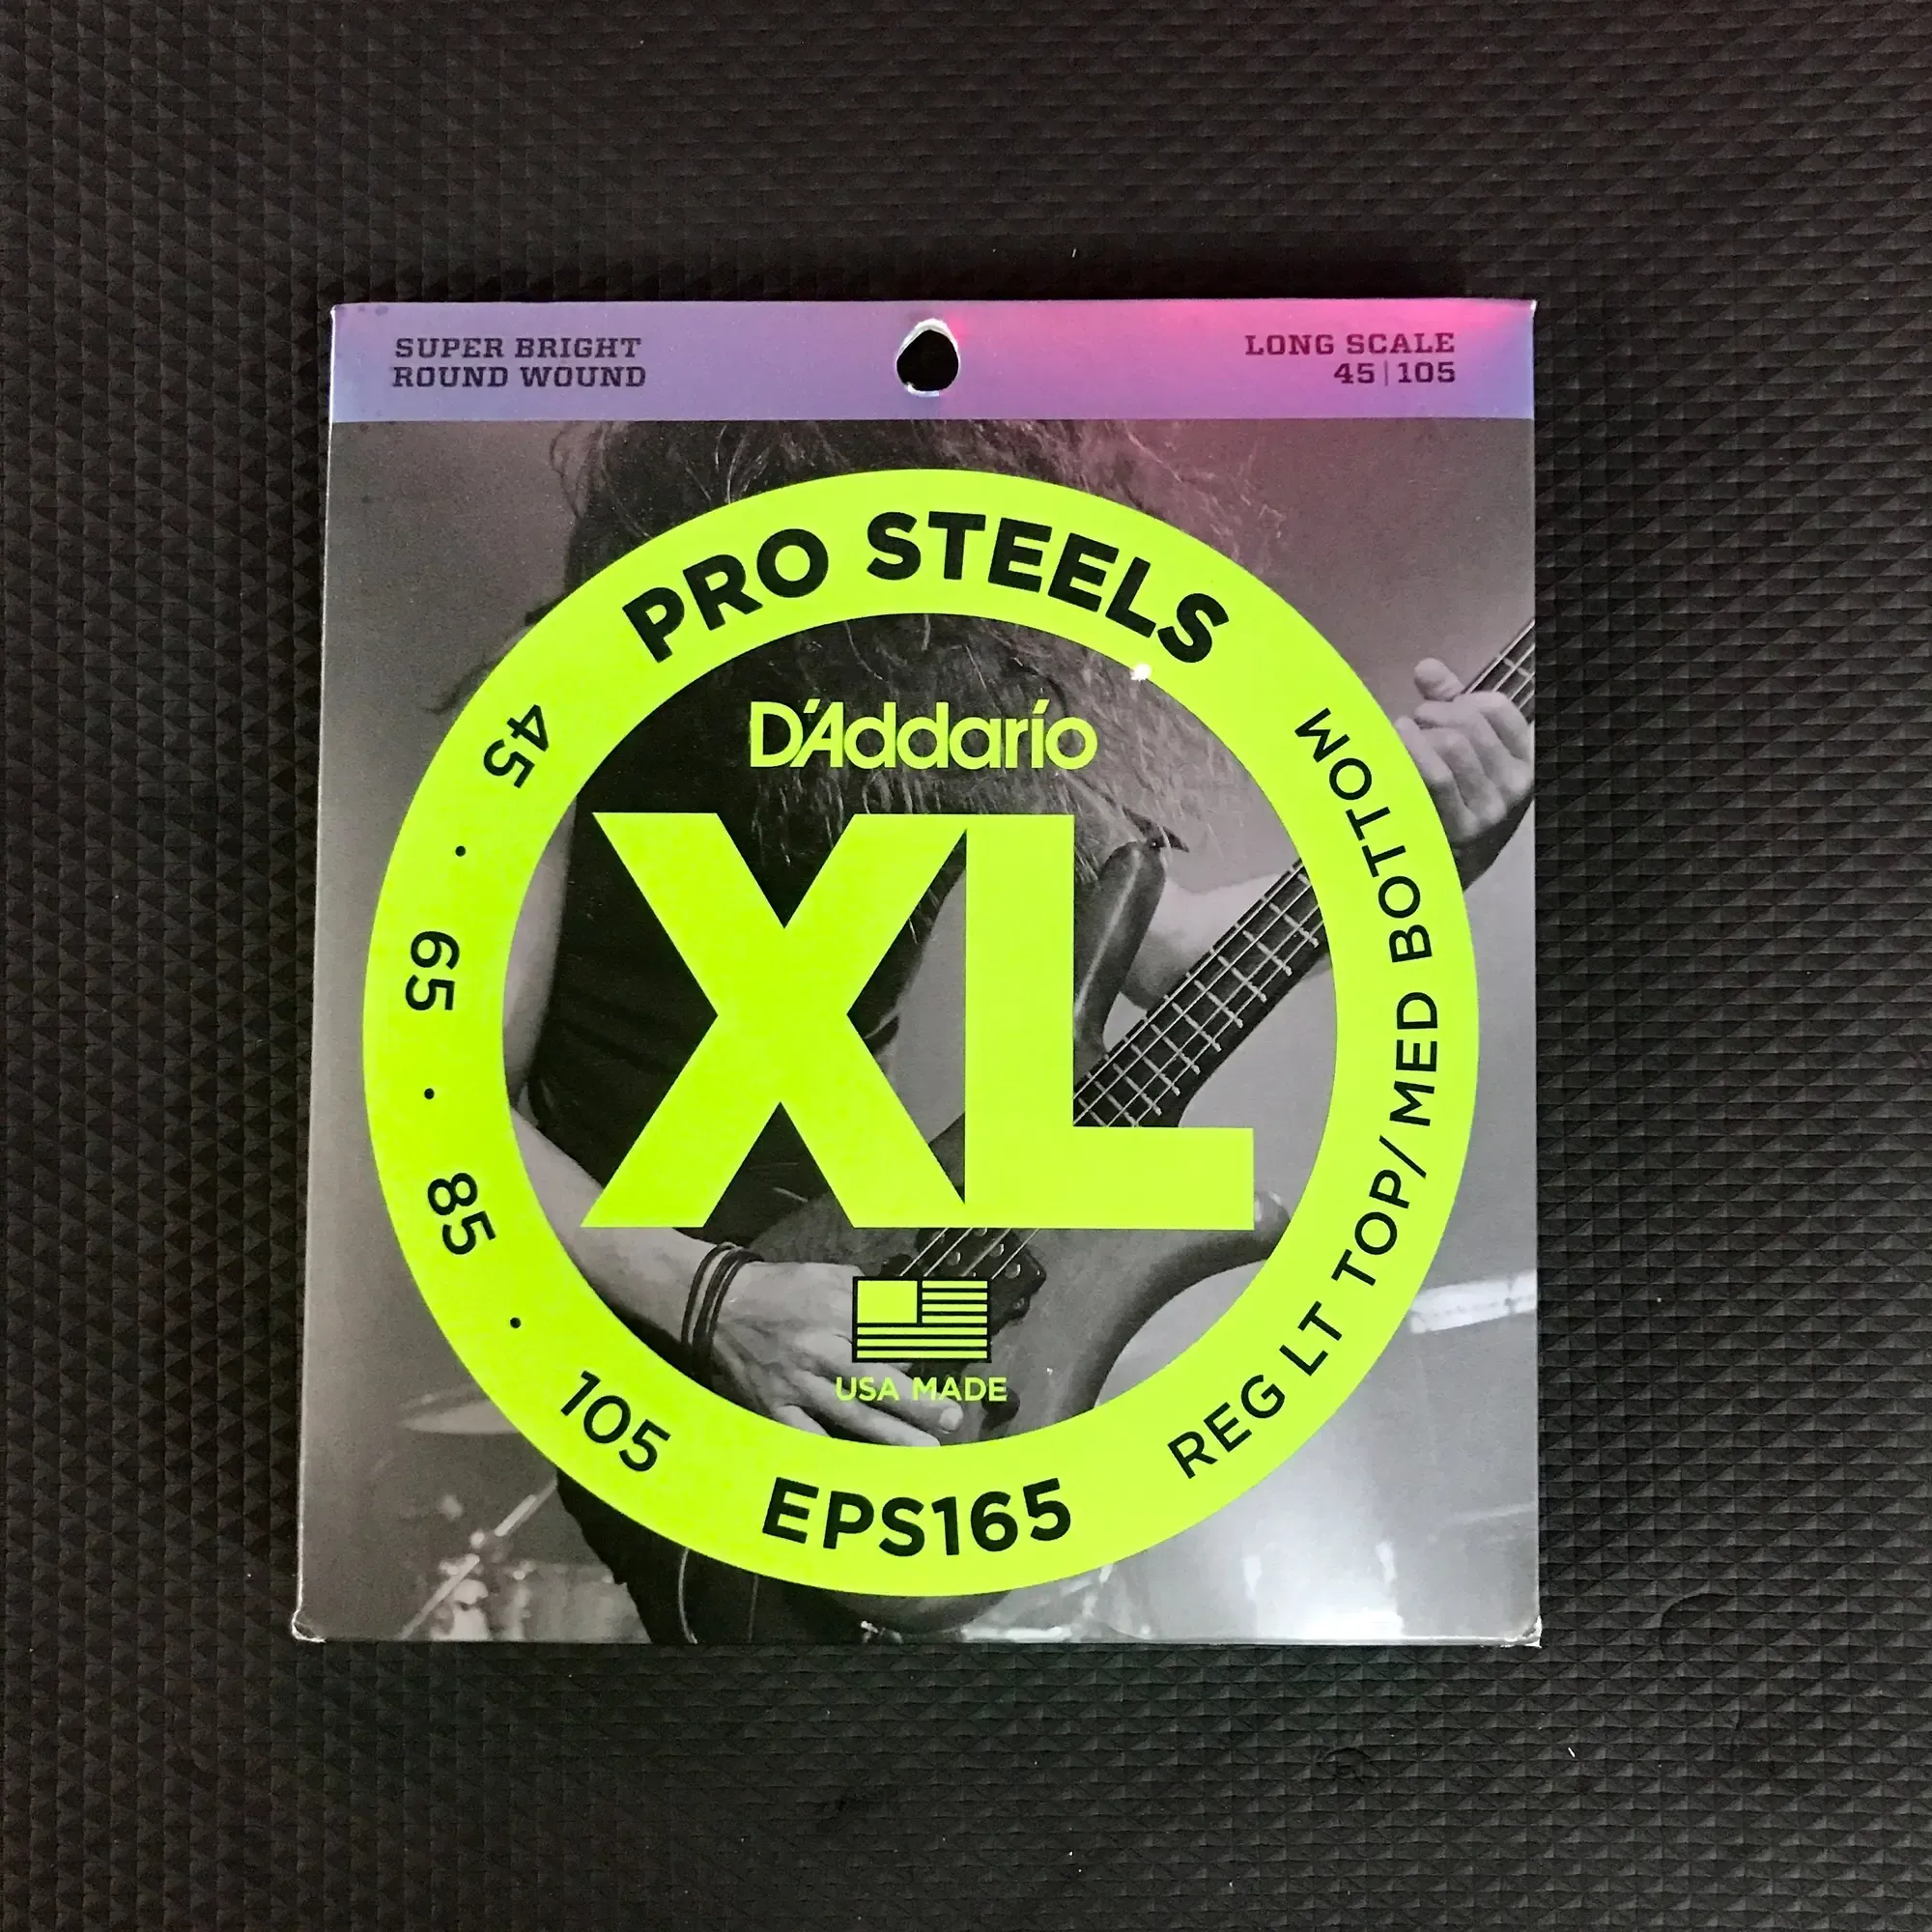 SUPER BRIGHT
ROUND WOUND
LONG SCALE
45 | 105
PRO STEELS
D'Addario
XL
USA MADE
45 · 65 · 85 · 105
EPS165
REG LT TOP/MED BOTTOM